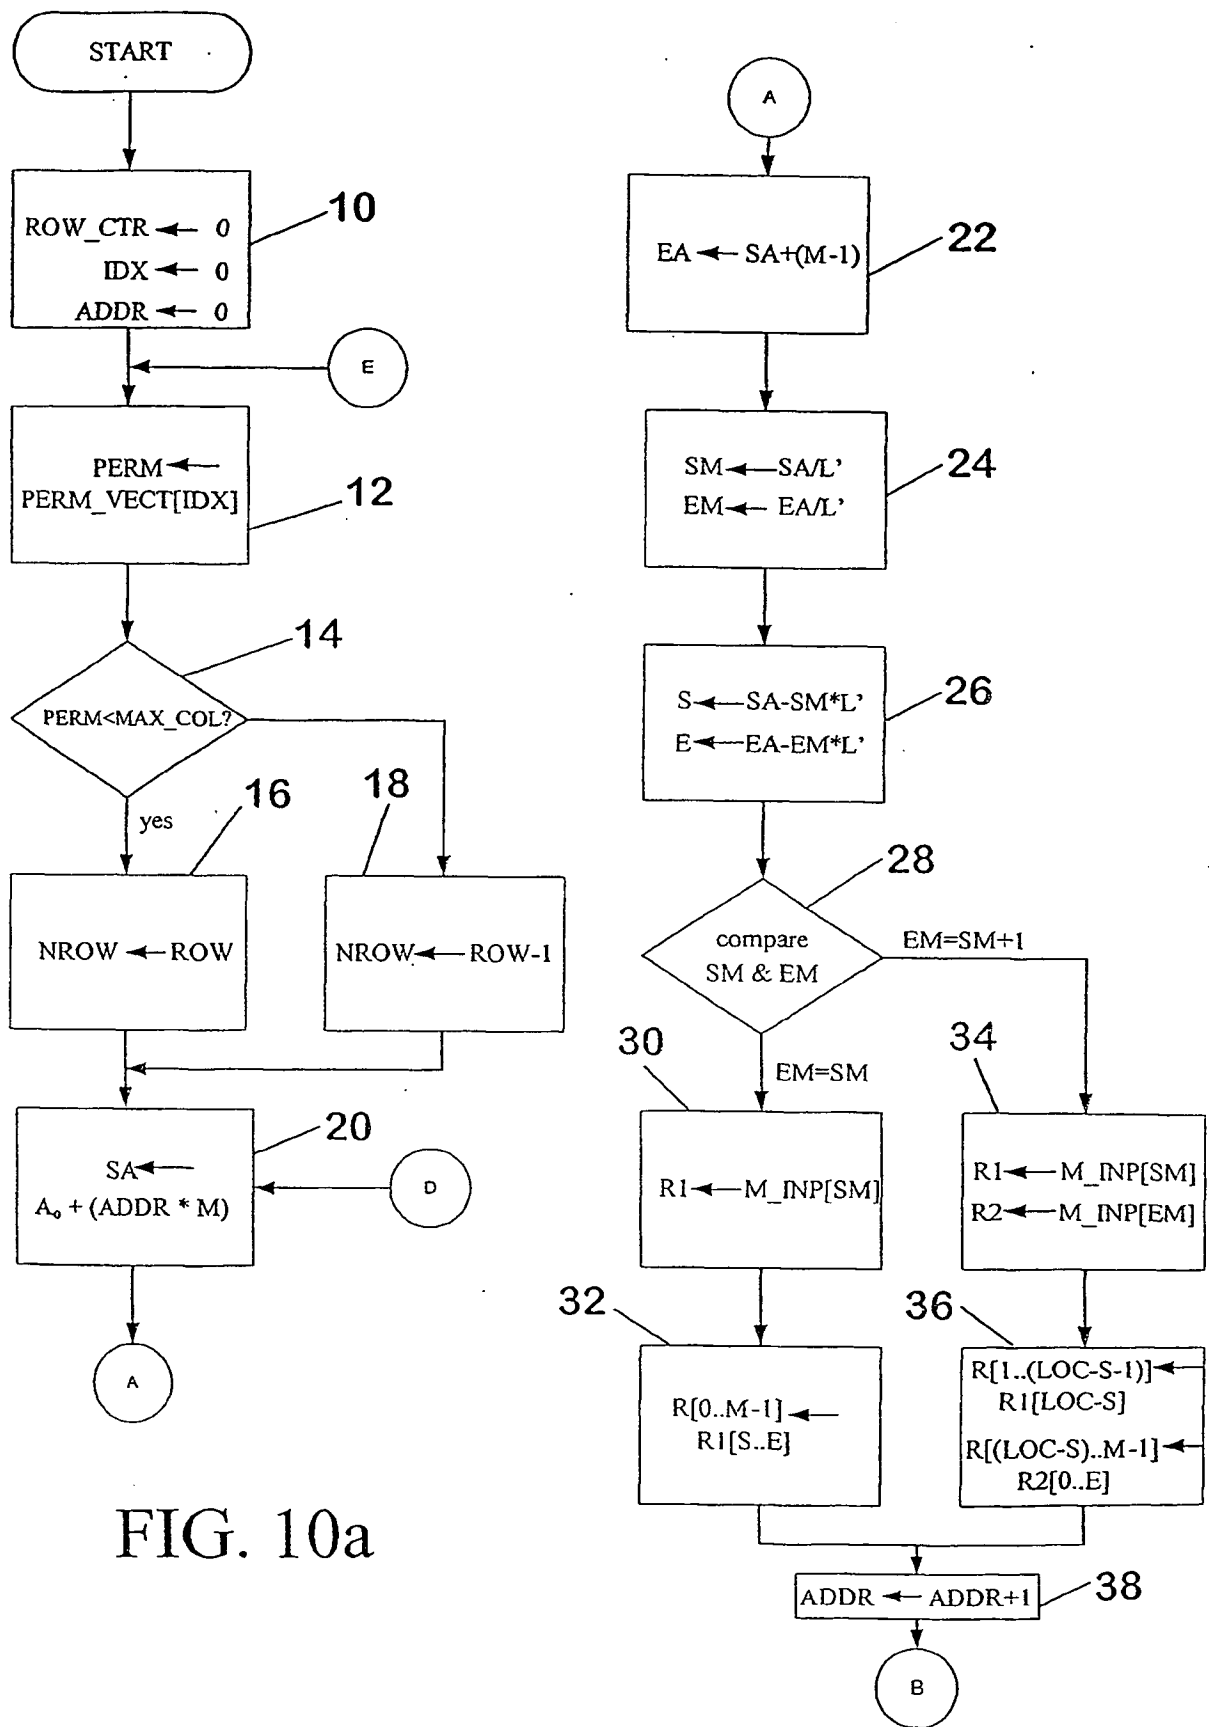 START
ROW_CTR ← 0
IDX ← 0
ADDR ← 0
10
E
PERM ←
PERM_VECT[IDX]
12
14
PERM<MAX_COL?
yes
16
NROW ← ROW
18
NROW ← ROW-1
20
SA ←
A₀ + (ADDR * M)
D
A
FIG. 10a
A
EA ← SA+(M-1)
22
SM ← SA/L'
EM ← EA/L'
24
S ← SA-SM*L'
E ← EA-EM*L'
26
28
compare
SM & EM
EM=SM+1
EM=SM
30
R1 ← M_INP[SM]
34
R1 ← M_INP[SM]
R2 ← M_INP[EM]
32
R[0..M-1] ←
R1[S..E]
36
R[1..(LOC-S-1)] ←
R1[LOC-S]
R[(LOC-S)..M-1] ←
R2[0..E]
ADDR ← ADDR+1
38
B